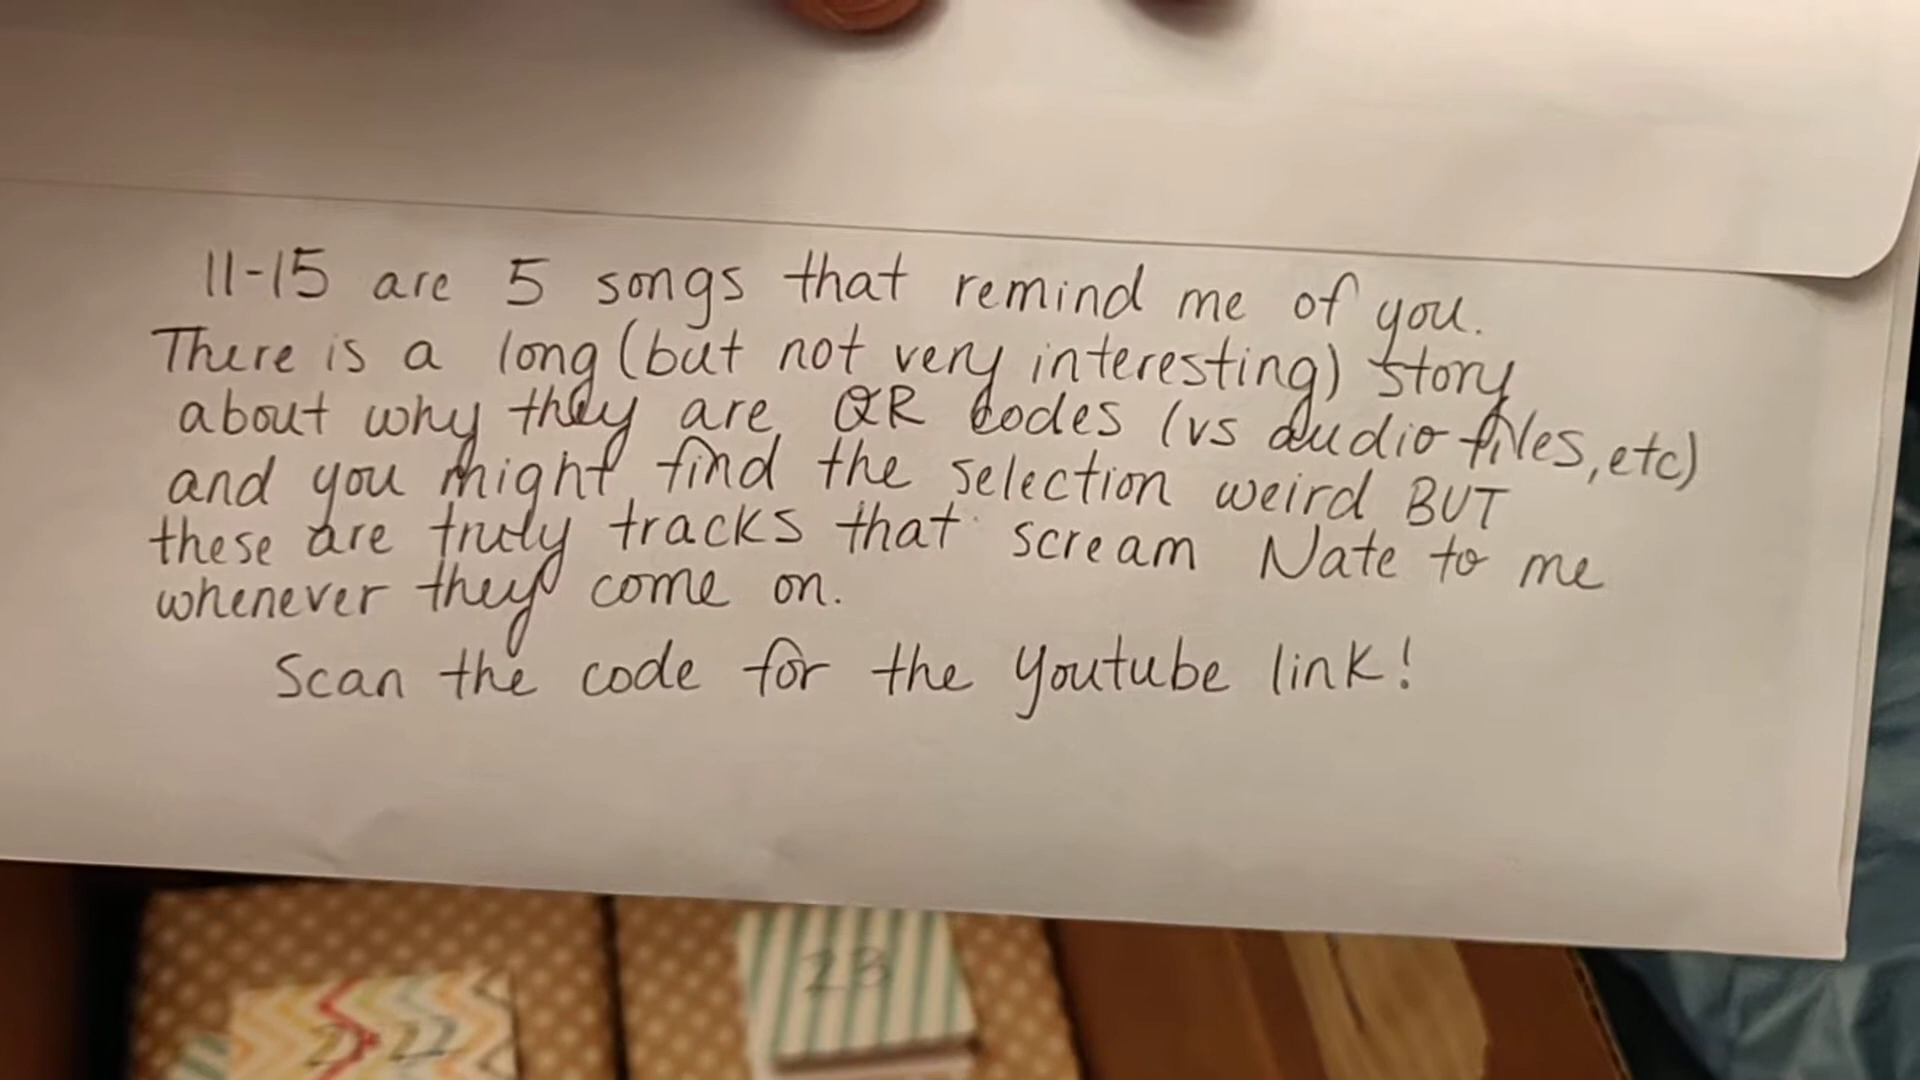 11-15 are 5 songs that remind me of you.
There is a long (but not very interesting) story
about why they are QR codes (vs audio files, etc)
and you might find the selection weird BUT
these are truly tracks that scream Nate to me
whenever they come on.
Scan the code for the Youtube link!
23
22